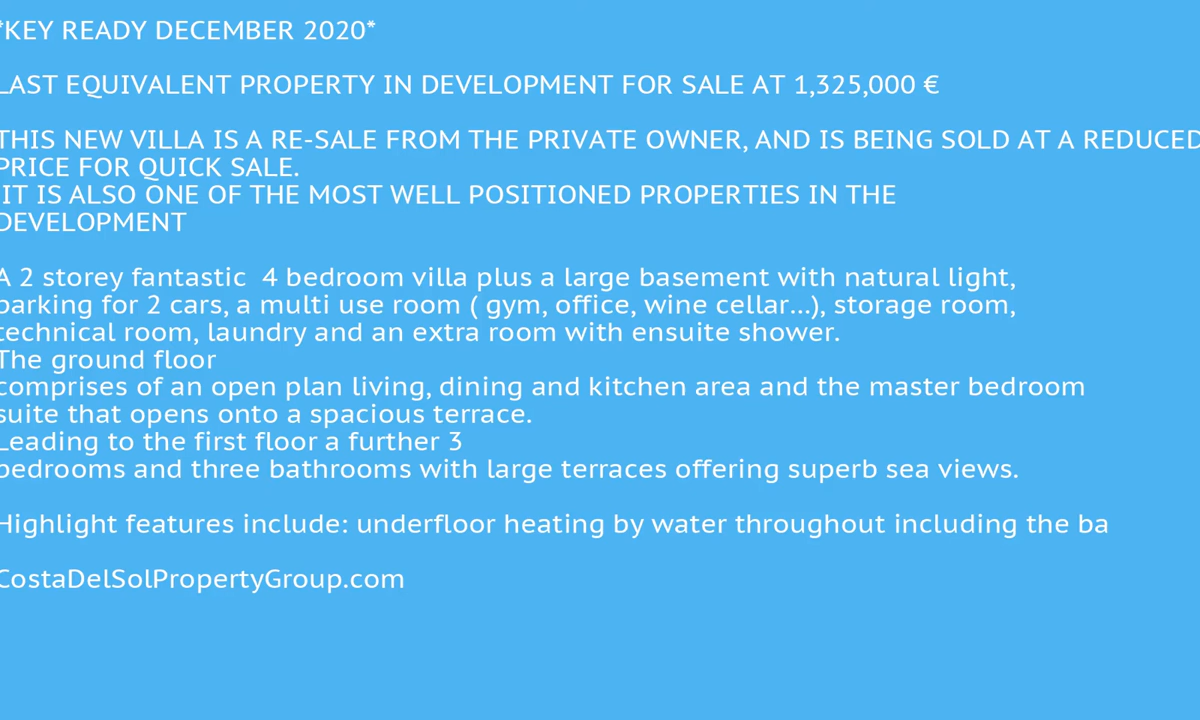 *KEY READY DECEMBER 2020*
LAST EQUIVALENT PROPERTY IN DEVELOPMENT FOR SALE AT 1,325,000 €
THIS NEW VILLA IS A RE-SALE FROM THE PRIVATE OWNER, AND IS BEING SOLD AT A REDUCED
PRICE FOR QUICK SALE.
IT IS ALSO ONE OF THE MOST WELL POSITIONED PROPERTIES IN THE
DEVELOPMENT
A 2 storey fantastic  4 bedroom villa plus a large basement with natural light,
parking for 2 cars, a multi use room ( gym, office, wine cellar...), storage room,
technical room, laundry and an extra room with ensuite shower.
The ground floor
comprises of an open plan living, dining and kitchen area and the master bedroom
suite that opens onto a spacious terrace.
Leading to the first floor a further 3
bedrooms and three bathrooms with large terraces offering superb sea views.
Highlight features include: underfloor heating by water throughout including the ba
CostaDelSolPropertyGroup.com